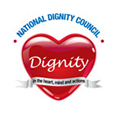 NATIONAL DIGNITY COUNCIL
Dignity
in the heart, mind and actions